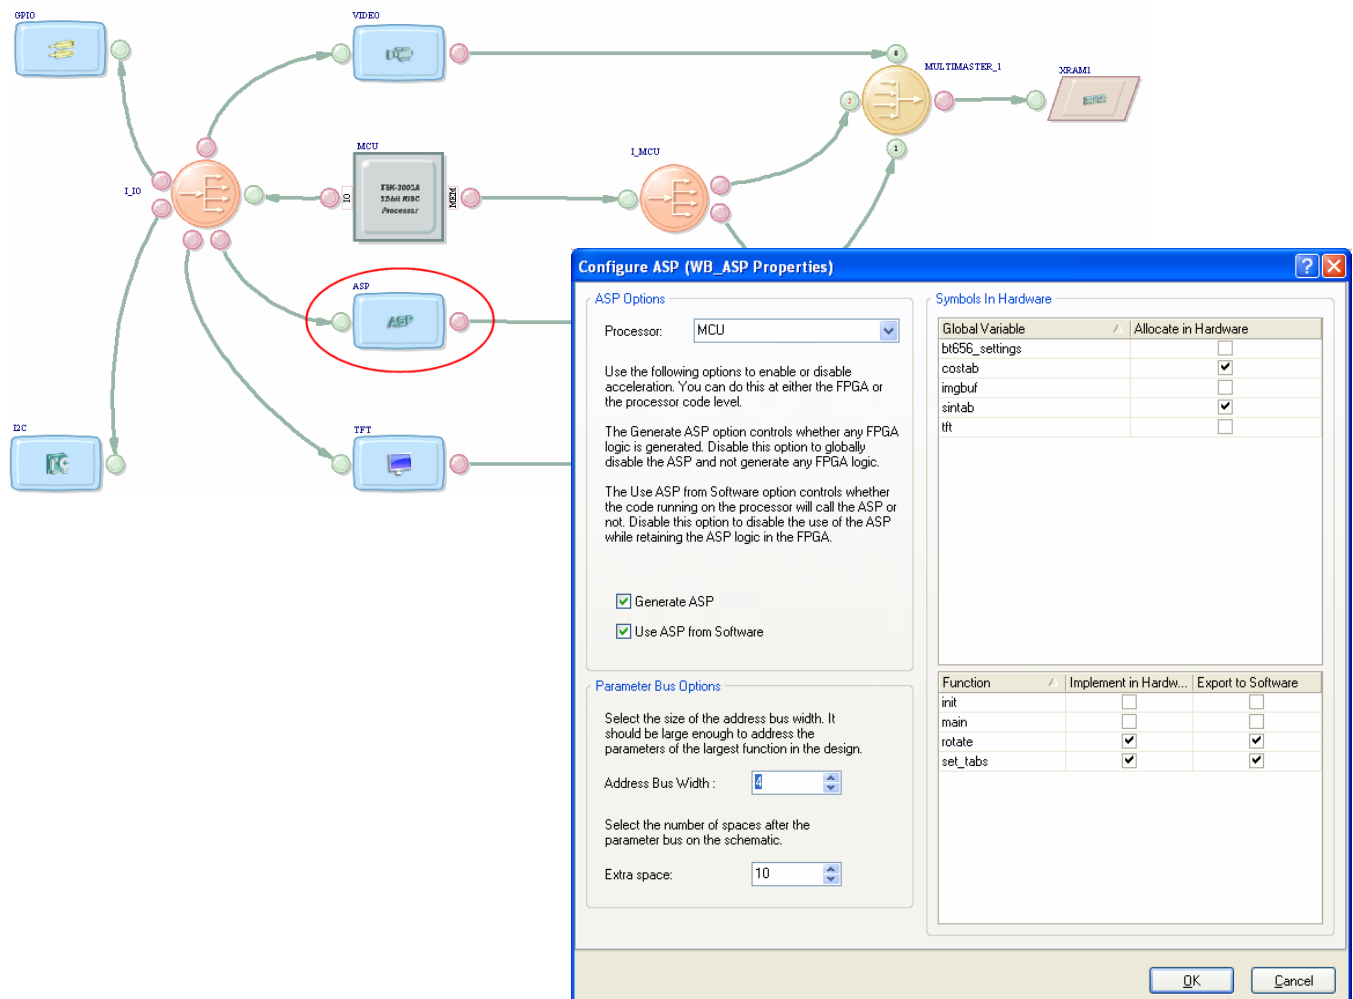 GPIO
VIDEO
MULTIMASTER_1
XRAM1
0
2
1
MCU
I_MCU
I_IO
IO
TSK-3000A
32-bit RISC
Processor
MEM
ASP
ASP
I2C
TFT
Configure ASP (WB_ASP Properties)
ASP Options
Processor: MCU
Use the following options to enable or disable
acceleration. You can do this at either the FPGA or
the processor code level.
The Generate ASP option controls whether any FPGA
logic is generated. Disable this option to globally
disable the ASP and not generate any FPGA logic.
The Use ASP from Software option controls whether
the code running on the processor will call the ASP or
not. Disable this option to disable the use of the ASP
while retaining the ASP logic in the FPGA.
Generate ASP
Use ASP from Software
Parameter Bus Options
Select the size of the address bus width. It
should be large enough to address the
parameters of the largest function in the design.
Address Bus Width : 4
Select the number of spaces after the
parameter bus on the schematic.
Extra space: 10
Symbols In Hardware
Global Variable Allocate in Hardware
bt656_settings
costab
imgbuf
sintab
tft
Function Implement in Hardw... Export to Software
init
main
rotate
set_tabs
OK Cancel